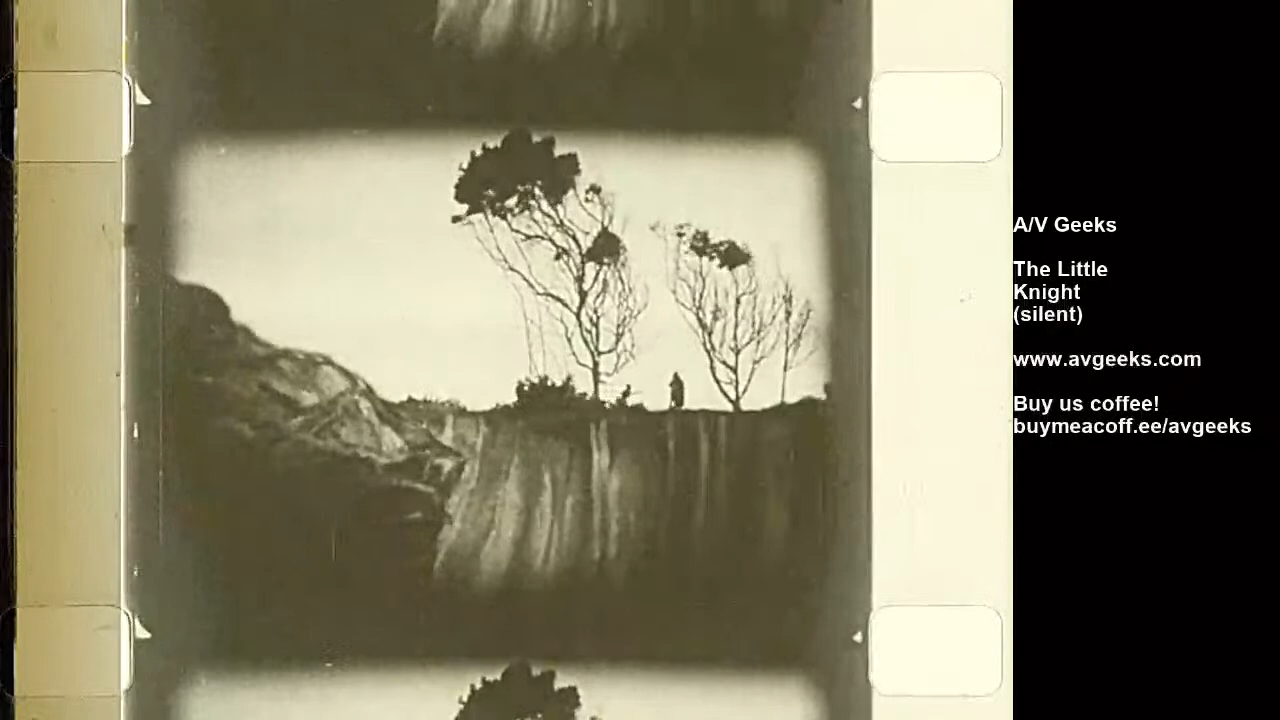 A/V Geeks
The Little
Knight
(silent)
www.avgeeks.com
Buy us coffee!
buymeacoff.ee/avgeeks